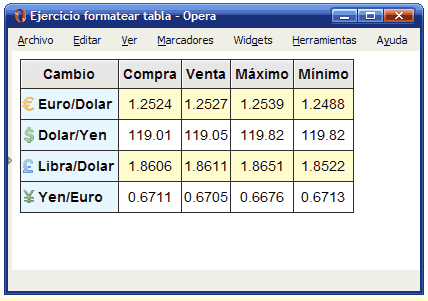 Ejercicio formatear tabla - Opera
Archivo Editar Ver Marcadores Widgets Herramientas Ayuda
Cambio Compra Venta Máximo Mínimo
€ Euro/Dolar 1.2524 1.2527 1.2539 1.2488
$ Dolar/Yen 119.01 119.05 119.82 119.82
£ Libra/Dolar 1.8606 1.8611 1.8651 1.8522
¥ Yen/Euro 0.6711 0.6705 0.6676 0.6713